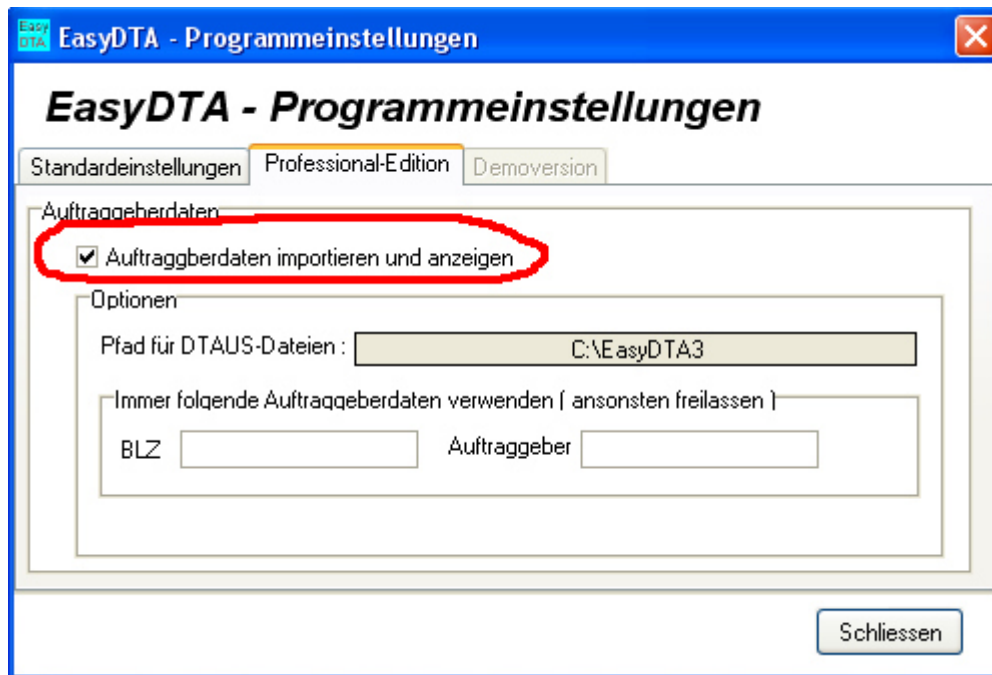 Easy DTA EasyDTA - Programmeinstellungen
EasyDTA - Programmeinstellungen
Standardeinstellungen Professional-Edition Demoversion
Auftraggeberdaten
Auftraggberdaten importieren und anzeigen
Optionen
Pfad für DTAUS-Dateien : C:\EasyDTA3
Immer folgende Auftraggeberdaten verwenden ( ansonsten freilassen )
BLZ Auftraggeber
Schliessen